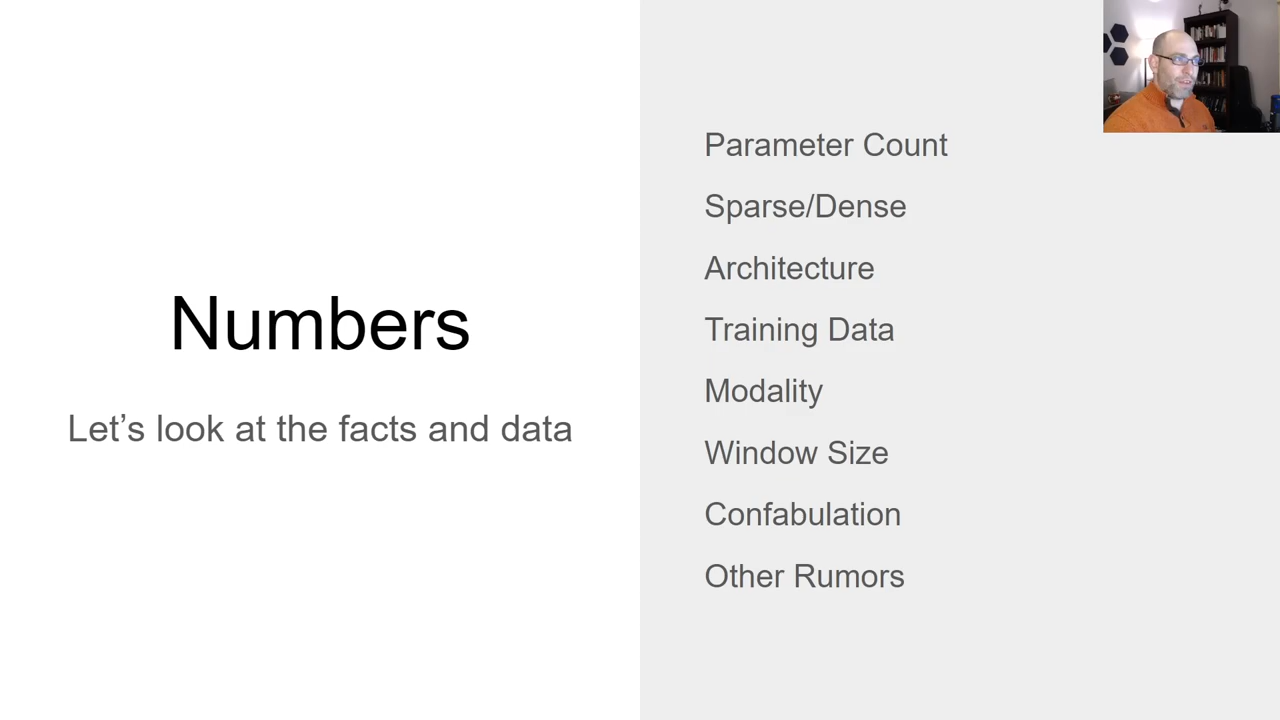 Numbers
Let’s look at the facts and data
Parameter Count
Sparse/Dense
Architecture
Training Data
Modality
Window Size
Confabulation
Other Rumors